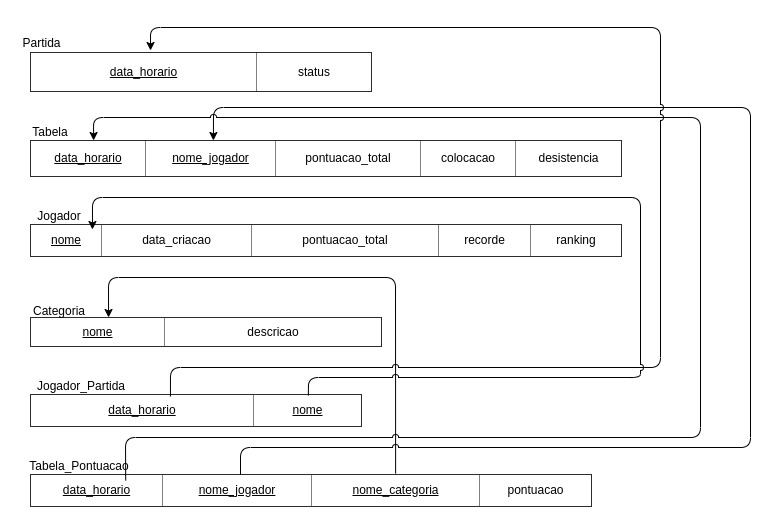 Partida
data_horario status
Tabela
data_horario nome_jogador pontuacao_total colocacao desistencia
Jogador
nome data_criacao pontuacao_total recorde ranking
Categoria
nome descricao
Jogador_Partida
data_horario nome
Tabela_Pontuacao
data_horario nome_jogador nome_categoria pontuacao